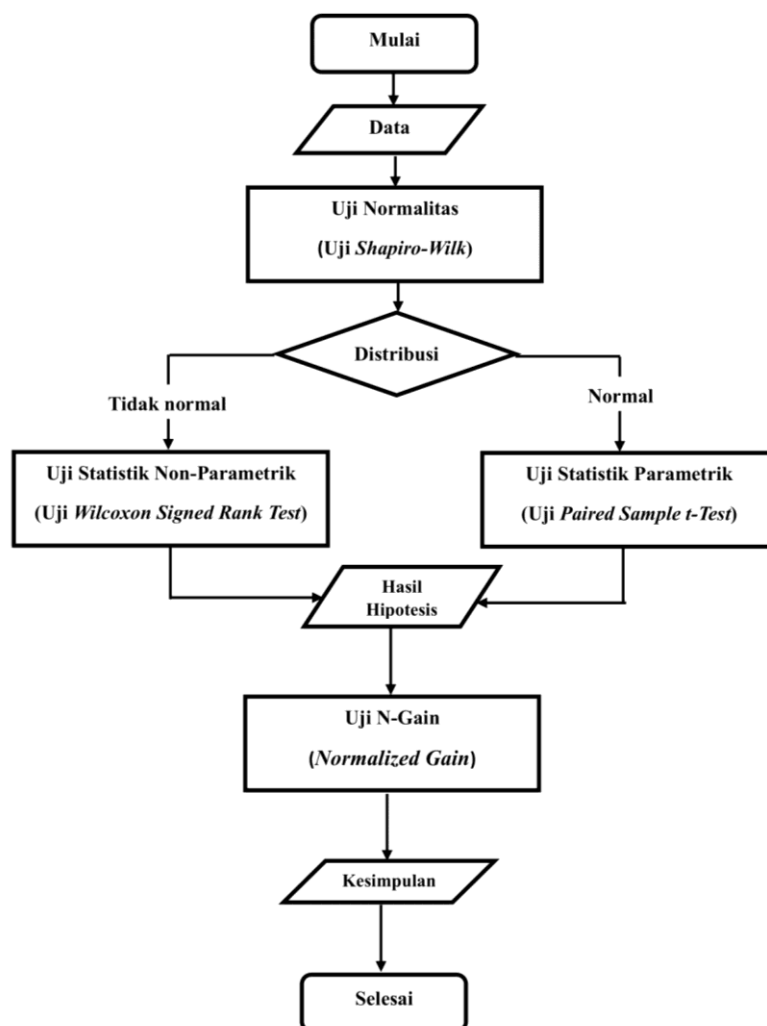 Mulai
Data
Uji Normalitas
(Uji Shapiro-Wilk)
Distribusi
Tidak normal
Normal
Uji Statistik Non-Parametrik
(Uji Wilcoxon Signed Rank Test)
Uji Statistik Parametrik
(Uji Paired Sample t-Test)
Hasil
Hipotesis
Uji N-Gain
(Normalized Gain)
Kesimpulan
Selesai